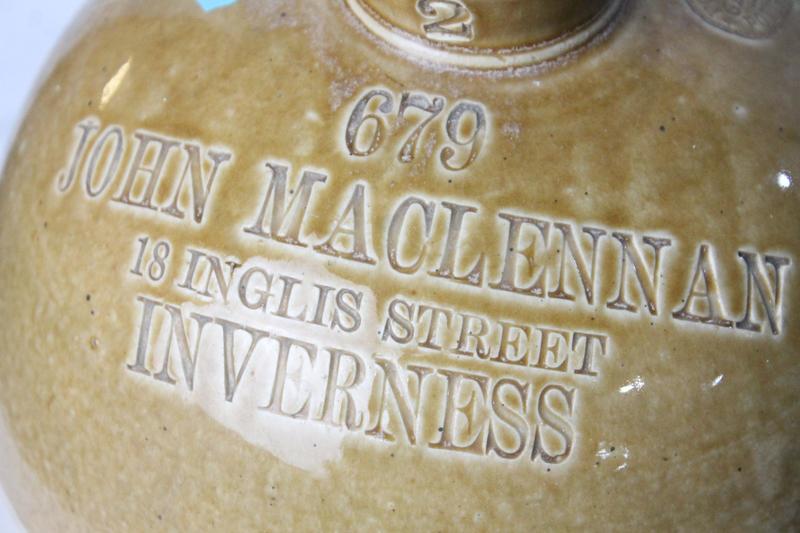 2
679
JOHN MACLENNAN
18 INGLIS STREET
INVERNESS